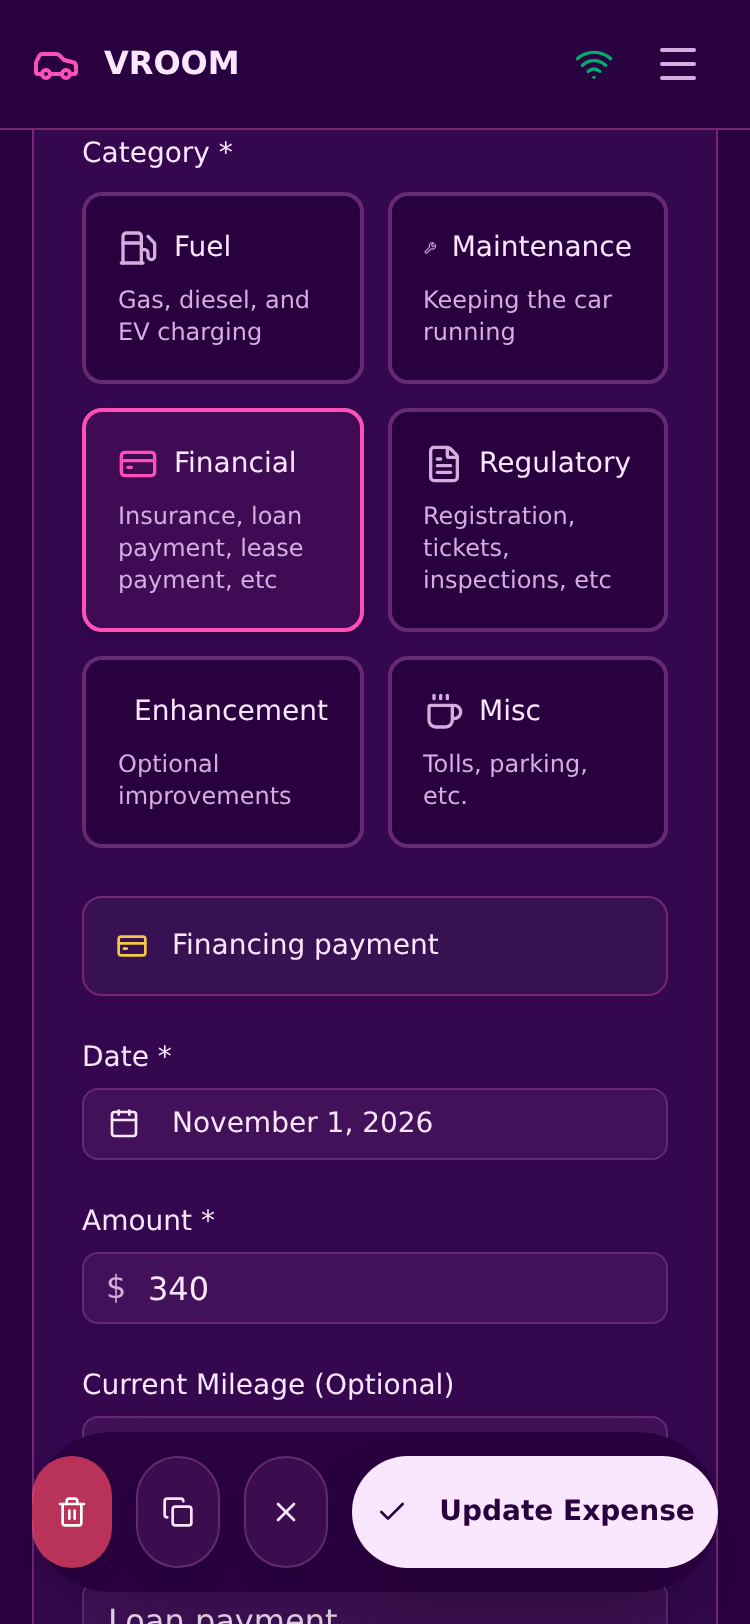 VROOM
Category *
Fuel
Gas, diesel, and
EV charging
Maintenance
Keeping the car
running
Financial
Insurance, loan
payment, lease
payment, etc
Regulatory
Registration,
tickets,
inspections, etc
Enhancement
Optional
improvements
Misc
Tolls, parking,
etc.
Financing payment
Date *
November 1, 2026
Amount *
$ 340
Current Mileage (Optional)
Update Expense
Loan payment